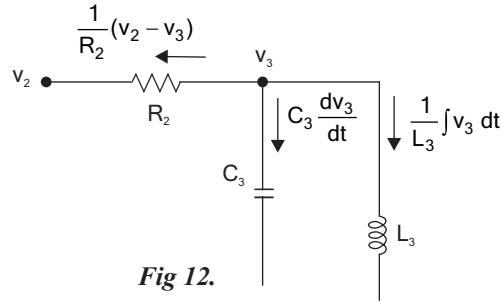 1/R₂ (v₂ – v₃)
v₂
v₃
R₂
C₃ dv₃/dt
1/L₃ ∫ v₃ dt
C₃
L₃
Fig 12.